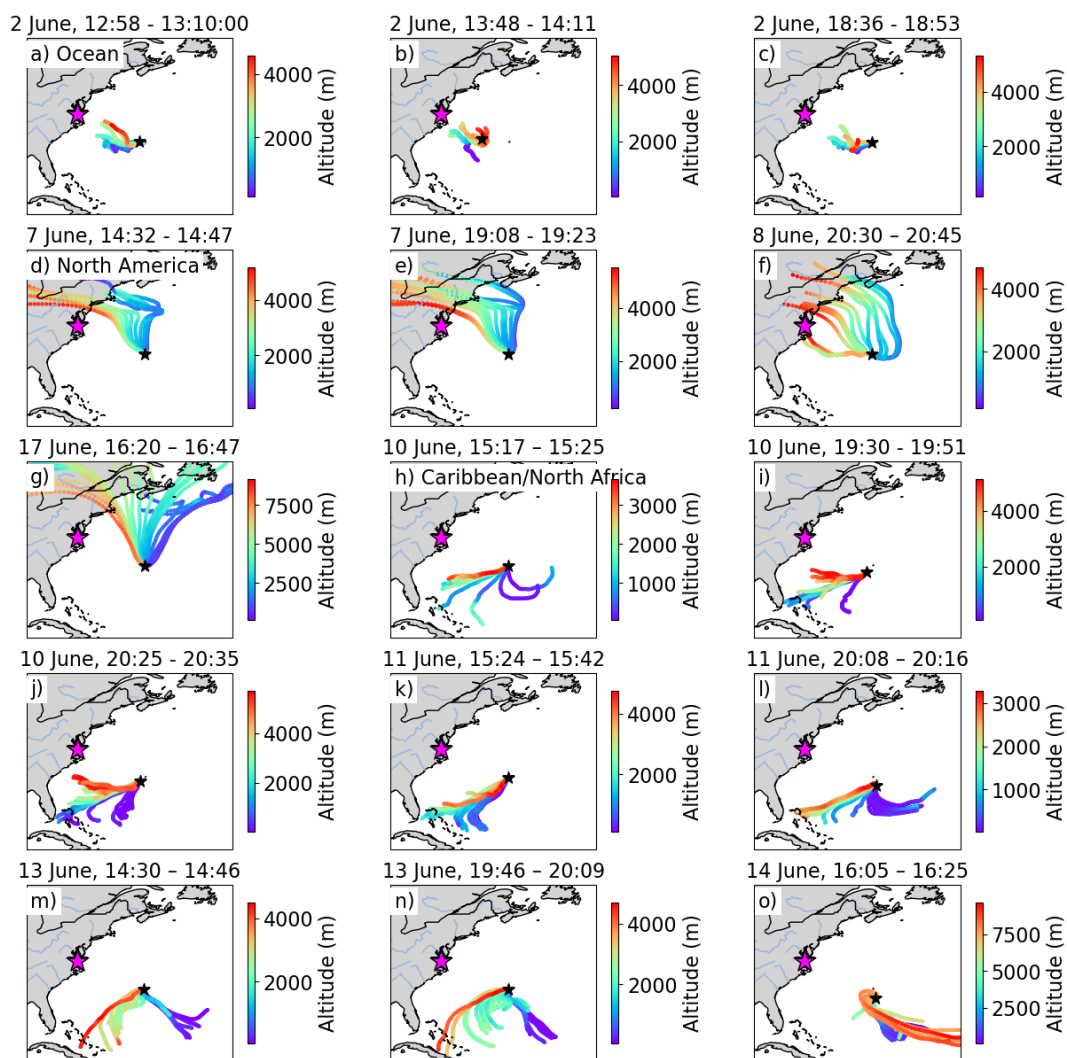 2 June, 12:58 - 13:10:00
a) Ocean
4000
2000
Altitude (m)
2 June, 13:48 - 14:11
b)
4000
2000
Altitude (m)
2 June, 18:36 - 18:53
c)
4000
2000
Altitude (m)
7 June, 14:32 - 14:47
d) North America
4000
2000
Altitude (m)
7 June, 19:08 - 19:23
e)
4000
2000
Altitude (m)
8 June, 20:30 – 20:45
f)
4000
2000
Altitude (m)
17 June, 16:20 – 16:47
g)
7500
5000
2500
Altitude (m)
10 June, 15:17 – 15:25
h) Caribbean/North Africa
3000
2000
1000
Altitude (m)
10 June, 19:30 - 19:51
i)
4000
2000
Altitude (m)
10 June, 20:25 - 20:35
j)
4000
2000
Altitude (m)
11 June, 15:24 – 15:42
k)
4000
2000
Altitude (m)
11 June, 20:08 – 20:16
l)
3000
2000
1000
Altitude (m)
13 June, 14:30 – 14:46
m)
4000
2000
Altitude (m)
13 June, 19:46 – 20:09
n)
4000
2000
Altitude (m)
14 June, 16:05 – 16:25
o)
7500
5000
2500
Altitude (m)